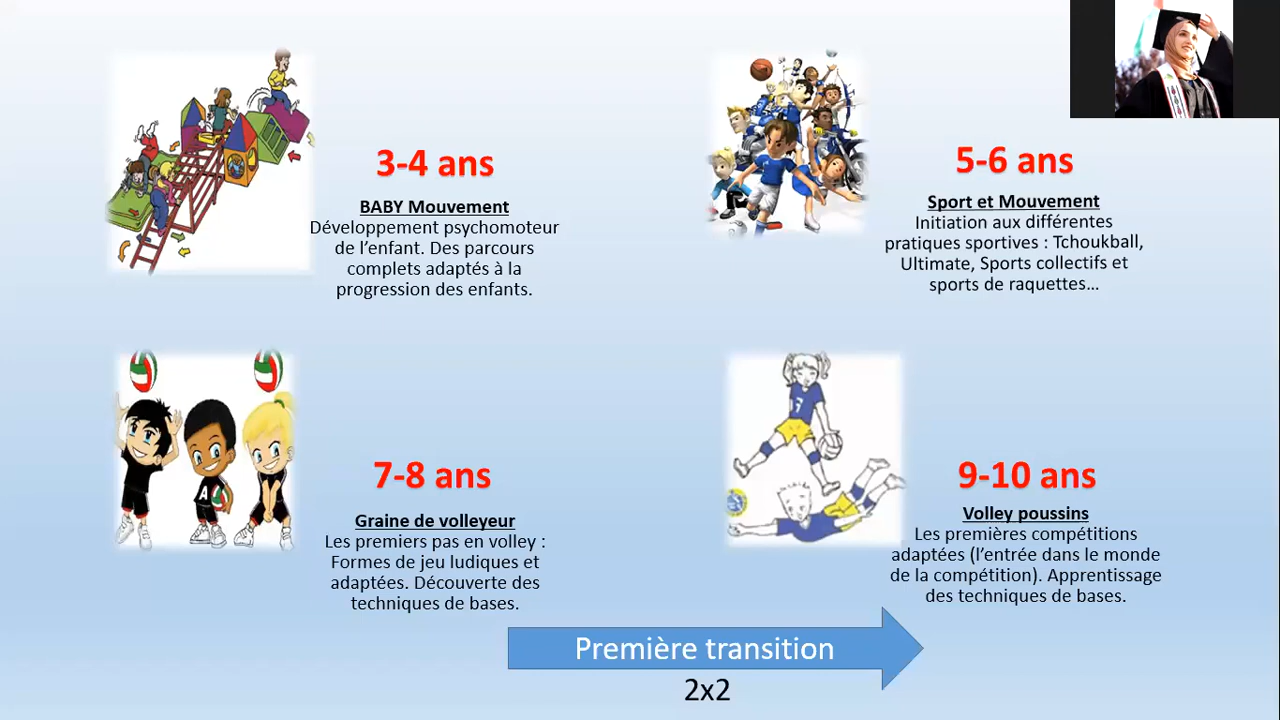 3-4 ans
BABY Mouvement
Développement psychomoteur
de l’enfant. Des parcours
complets adaptés à la
progression des enfants.
5-6 ans
Sport et Mouvement
Initiation aux différentes
pratiques sportives : Tchoukball,
Ultimate, Sports collectifs et
sports de raquettes...
7-8 ans
Graine de volleyeur
Les premiers pas en volley :
Formes de jeu ludiques et
adaptées. Découverte des
techniques de bases.
A
9-10 ans
Volley poussins
Les premières compétitions
adaptées (l’entrée dans le monde
de la compétition). Apprentissage
des techniques de bases.
Première transition
2x2